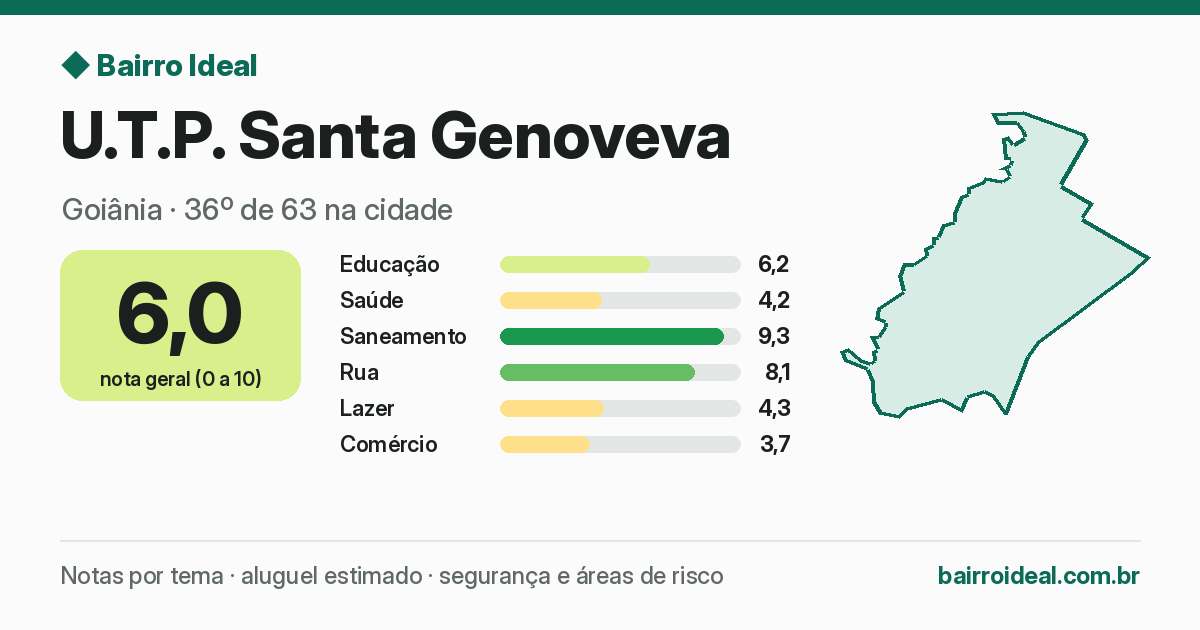 Bairro Ideal
U.T.P. Santa Genoveva
Goiânia · 36º de 63 na cidade
6,0
nota geral (0 a 10)
Educação 6,2
Saúde 4,2
Saneamento 9,3
Rua 8,1
Lazer 4,3
Comércio 3,7
Notas por tema · aluguel estimado · segurança e áreas de risco
bairroideal.com.br